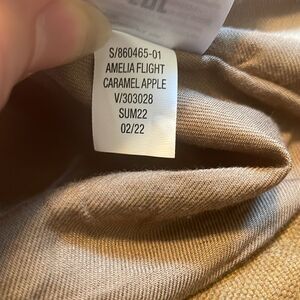 S/860465-01
AMELIA FLIGHT
CARAMEL APPLE
V/303028
SUM22
02/22